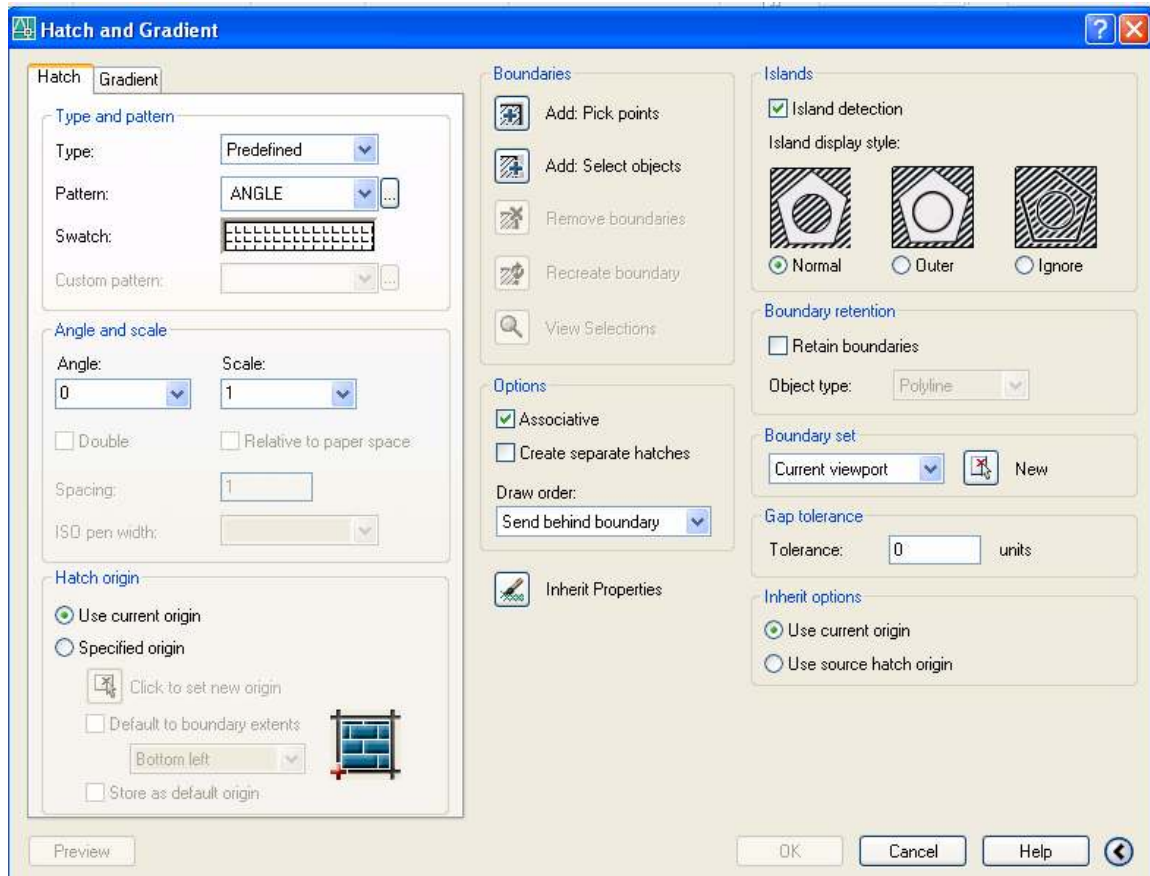 Hatch and Gradient
Hatch Gradient
Type and pattern
Type: Predefined
Pattern: ANGLE ...
Swatch:
Custom pattern: ...
Angle and scale
Angle: Scale:
0 1
Double Relative to paper space
Spacing: 1
ISO pen width:
Hatch origin
Use current origin
Specified origin
Click to set new origin
Default to boundary extents
Bottom left
Store as default origin
Preview
Boundaries
Add: Pick points
Add: Select objects
Remove boundaries
Recreate boundary
View Selections
Options
Associative
Create separate hatches
Draw order:
Send behind boundary
Inherit Properties
Islands
Island detection
Island display style:
Normal Outer Ignore
Boundary retention
Retain boundaries
Object type: Polyline
Boundary set
Current viewport New
Gap tolerance
Tolerance: 0 units
Inherit options
Use current origin
Use source hatch origin
OK Cancel Help